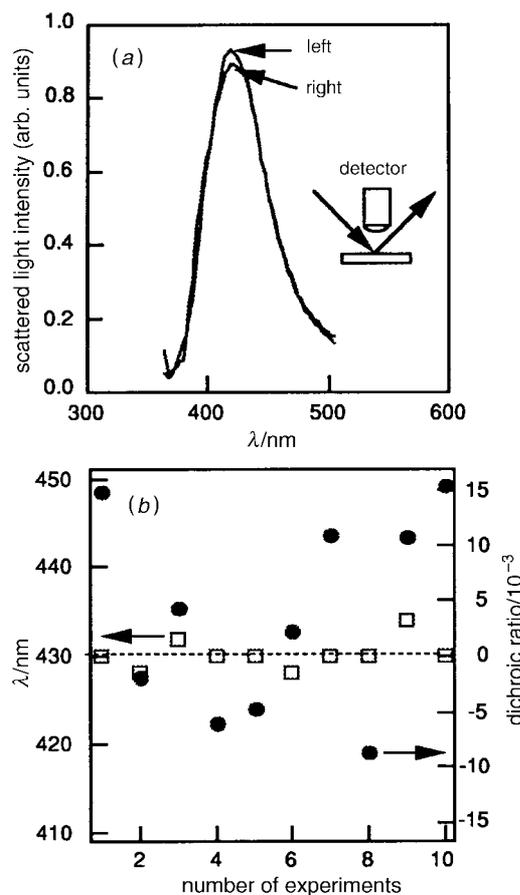 (a)
left
right
detector
scattered light intensity (arb. units)
1.0
0.8
0.6
0.4
0.2
0.0
300 400 500 600
λ/nm
(b)
λ/nm
450
440
430
420
410
15
10
5
0
-5
-10
-15
dichroic ratio/10⁻³
2 4 6 8 10
number of experiments